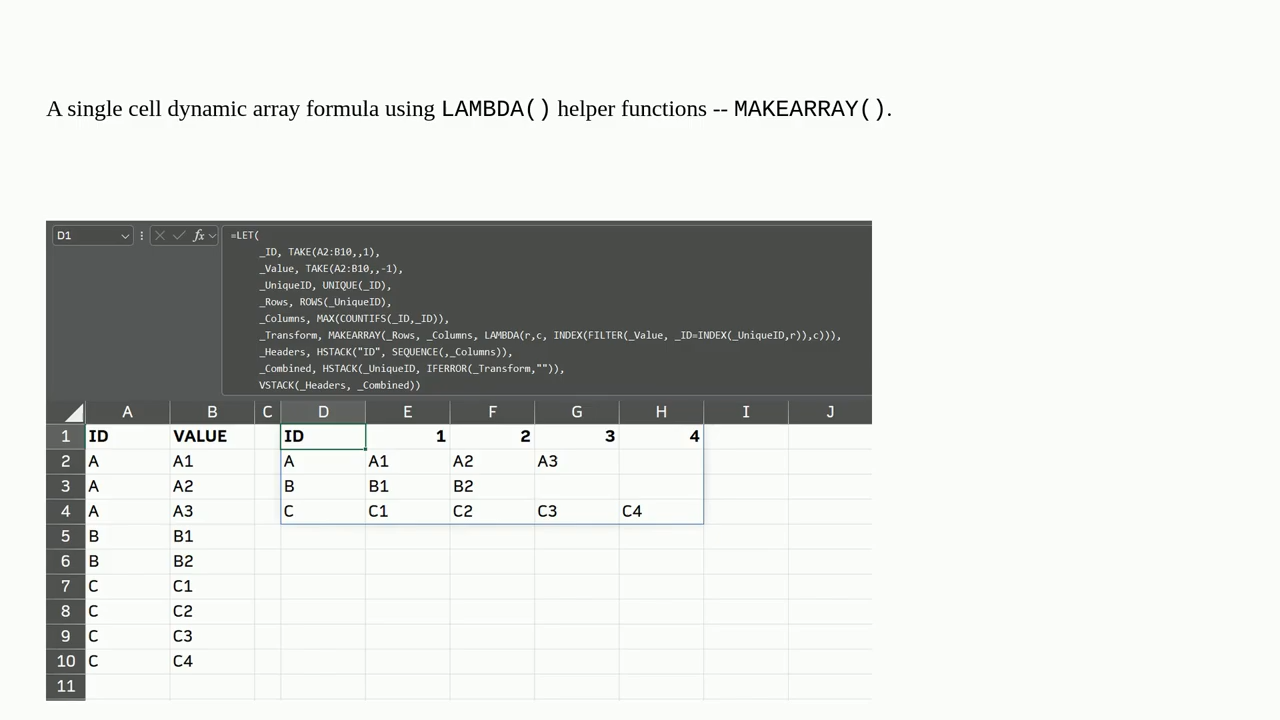 A single cell dynamic array formula using LAMBDA() helper functions -- MAKEARRAY().
D1 fx =LET(
_ID, TAKE(A2:B10,,1),
_Value, TAKE(A2:B10,,-1),
_UniqueID, UNIQUE(_ID),
_Rows, ROWS(_UniqueID),
_Columns, MAX(COUNTIFS(_ID,_ID)),
_Transform, MAKEARRAY(_Rows, _Columns, LAMBDA(r,c, INDEX(FILTER(_Value, _ID=INDEX(_UniqueID,r)),c))),
_Headers, HSTACK("ID", SEQUENCE(,_Columns)),
_Combined, HSTACK(_UniqueID, IFERROR(_Transform,"")),
VSTACK(_Headers, _Combined))
A B C D E F G H I J
1 ID VALUE ID 1 2 3 4
2 A A1 A A1 A2 A3
3 A A2 B B1 B2
4 A A3 C C1 C2 C3 C4
5 B B1
6 B B2
7 C C1
8 C C2
9 C C3
10 C C4
11